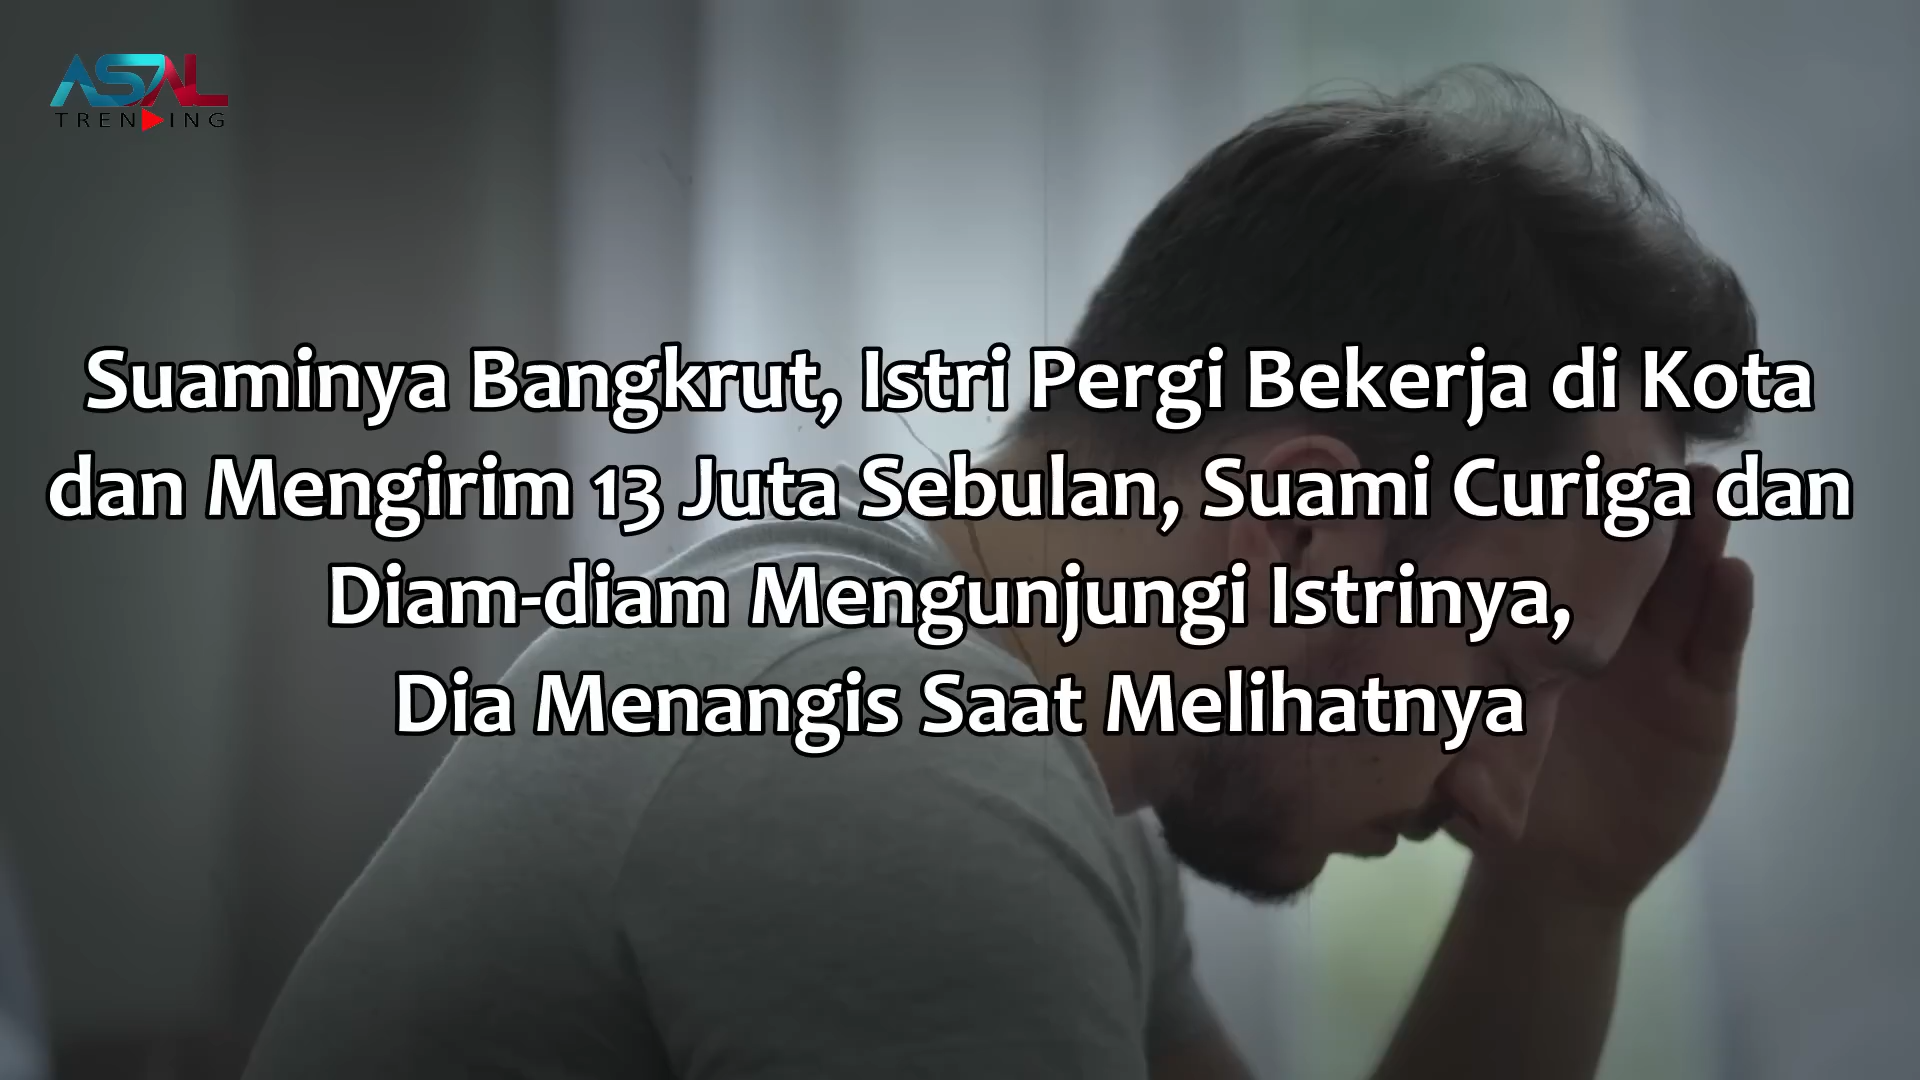 ASAL
TRENDING
Suaminya Bangkrut, Istri Pergi Bekerja di Kota
dan Mengirim 13 Juta Sebulan, Suami Curiga dan
Diam-diam Mengunjungi Istrinya,
Dia Menangis Saat Melihatnya